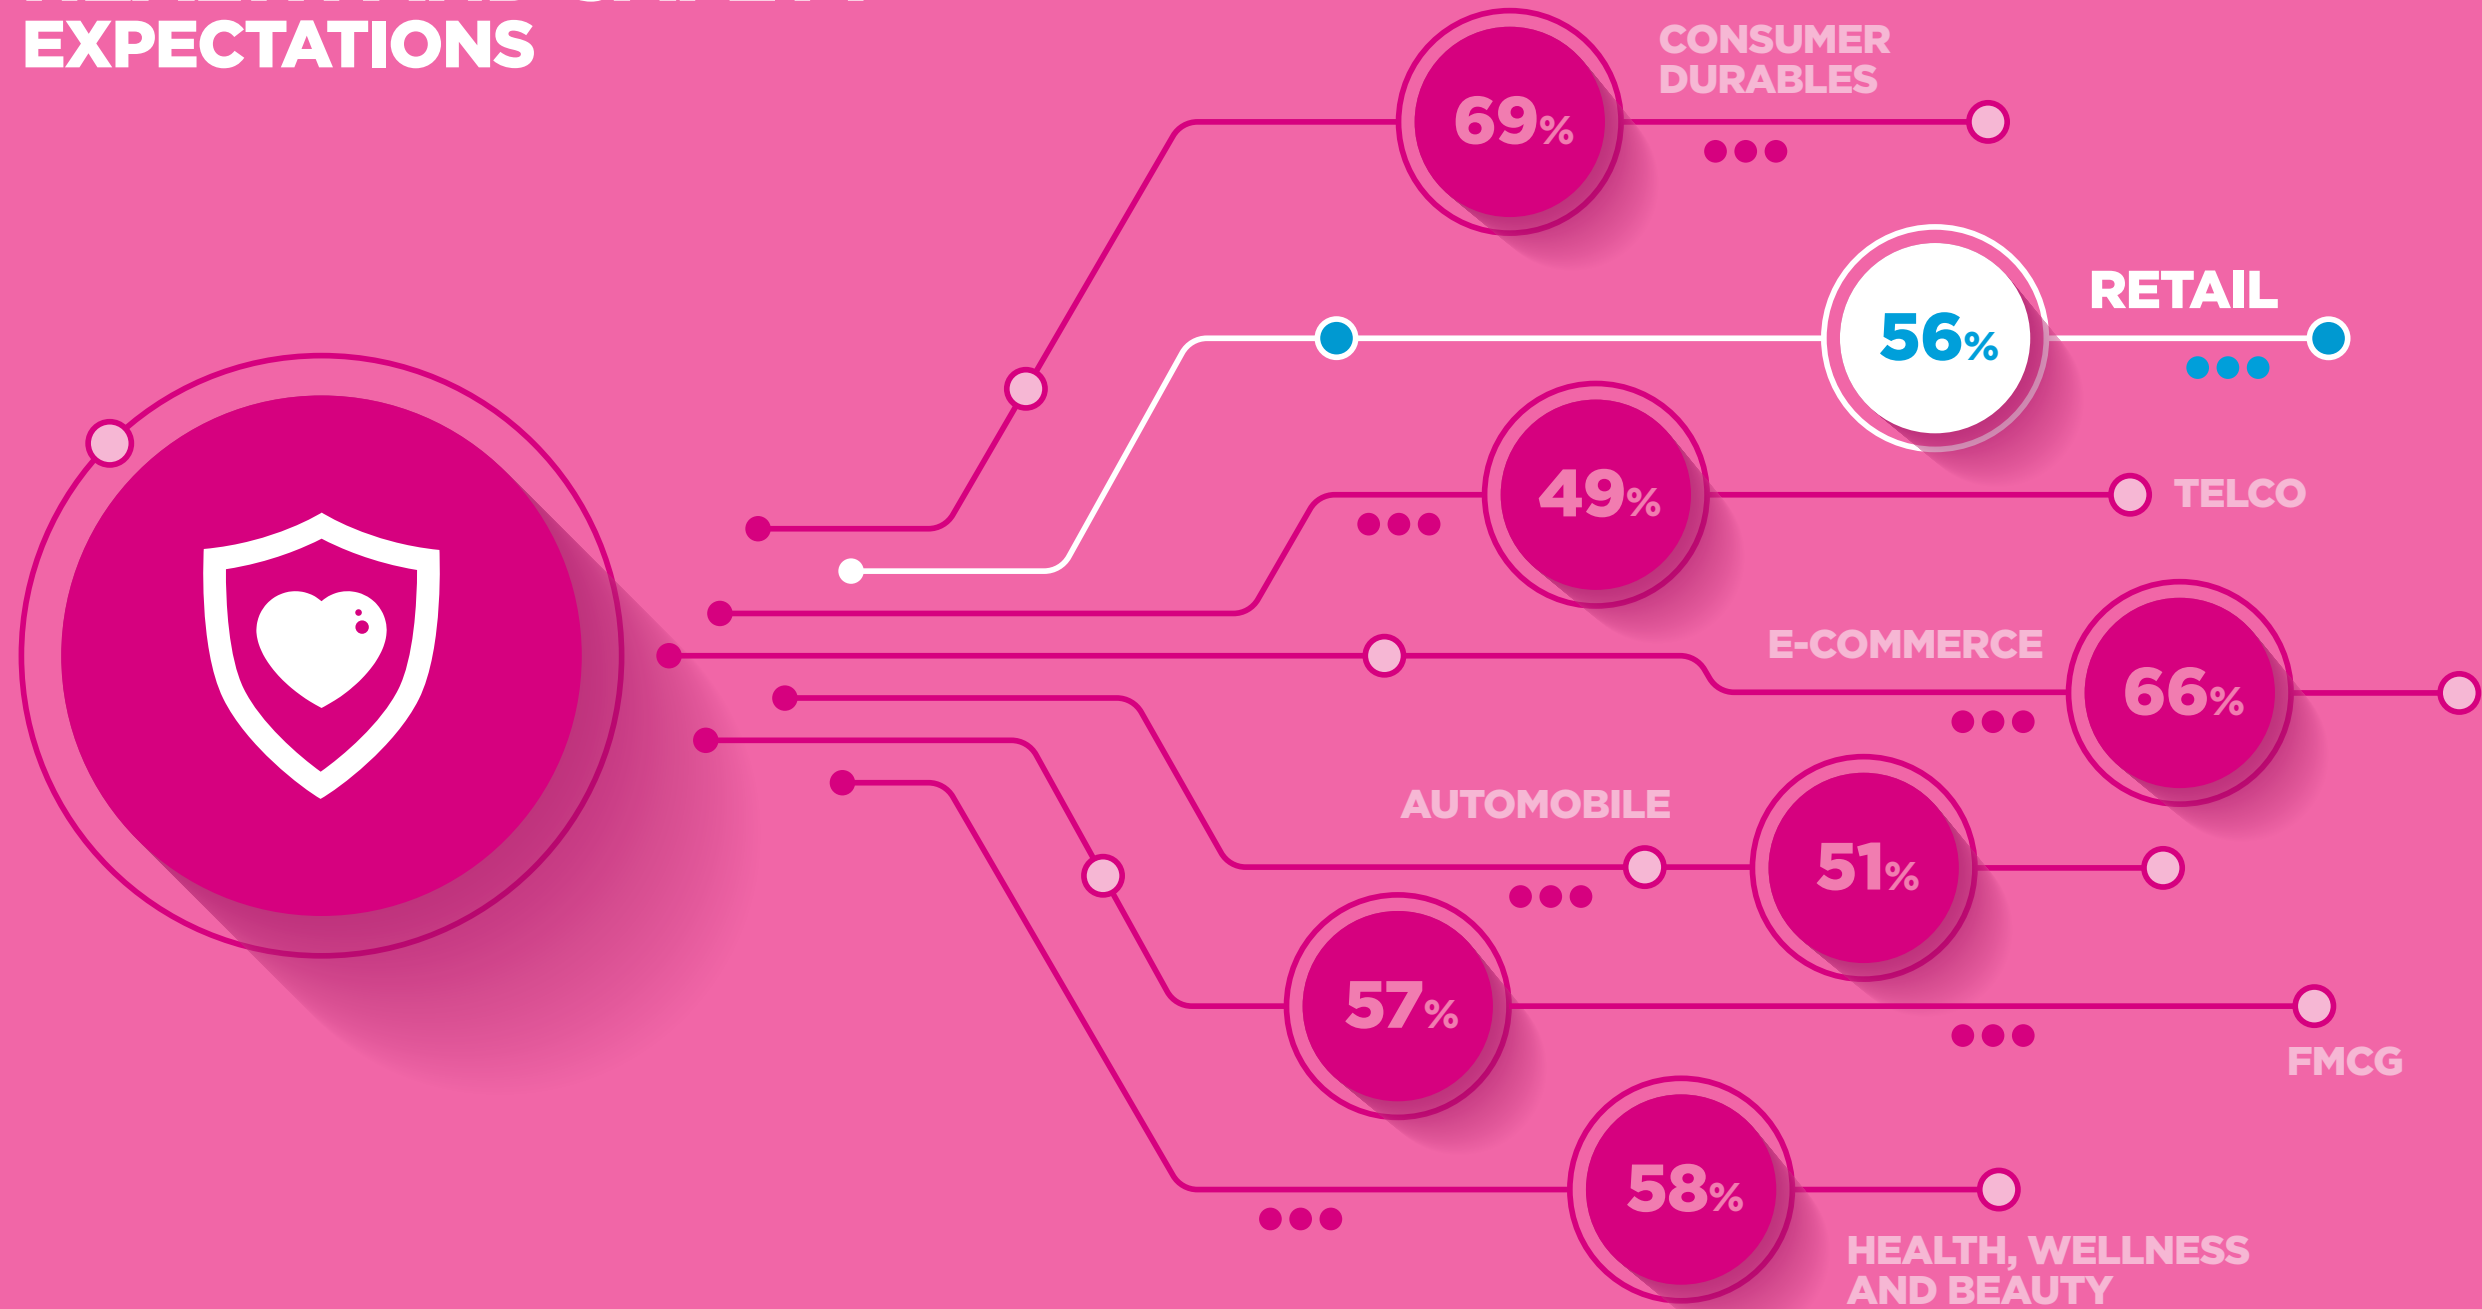 EXPECTATIONS
CONSUMER
DURABLES
69%
RETAIL
56%
49%
TELCO
E-COMMERCE
66%
AUTOMOBILE
51%
57%
FMCG
58%
HEALTH, WELLNESS
AND BEAUTY